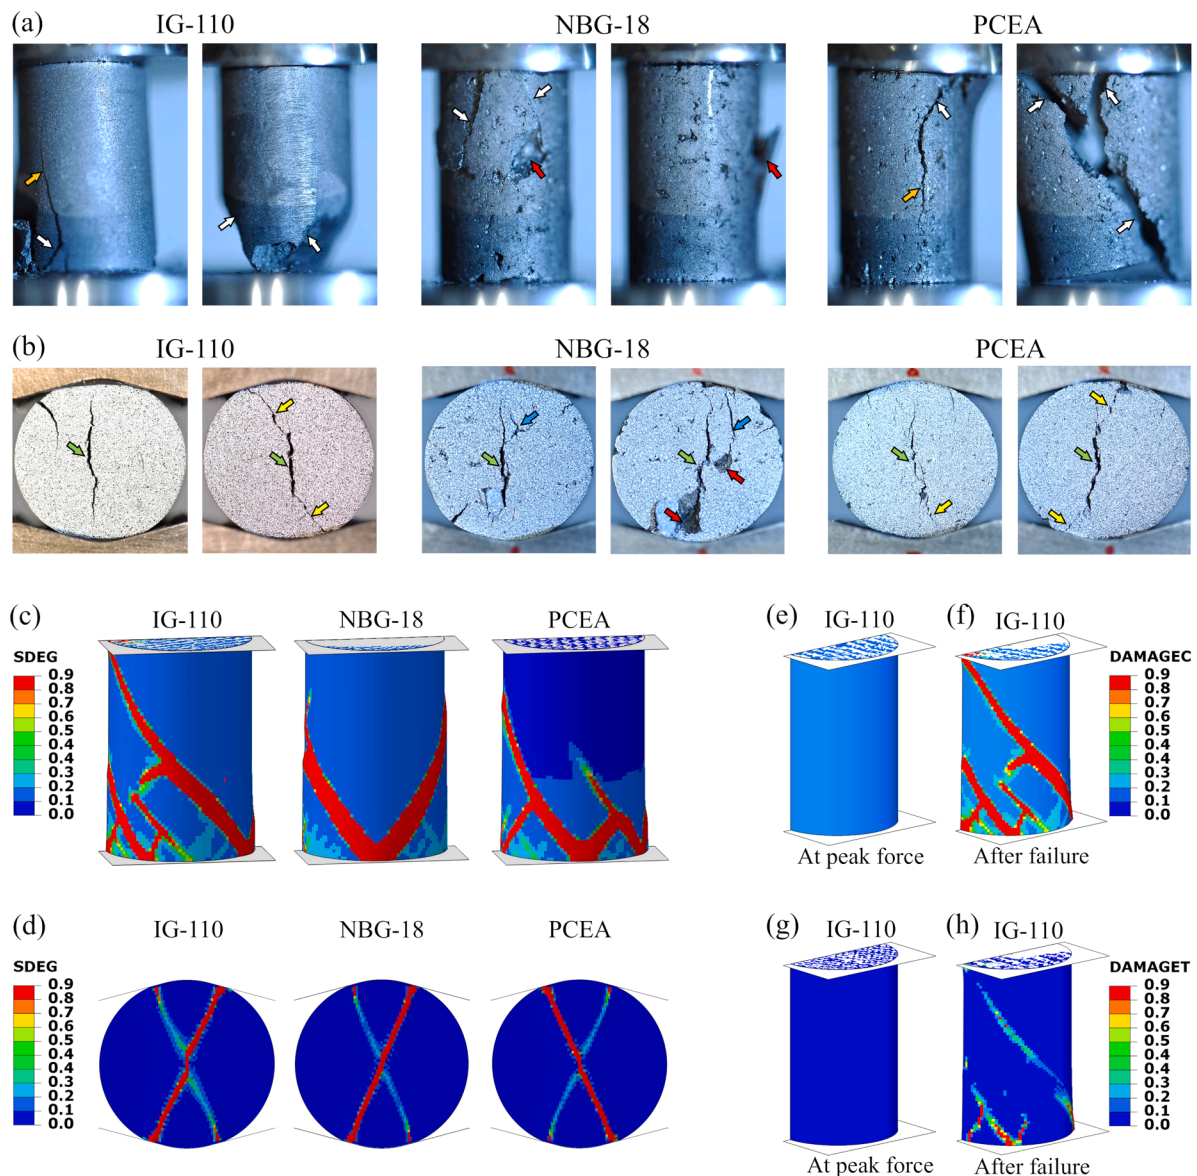 (a) IG-110 NBG-18 PCEA
(b) IG-110 NBG-18 PCEA
(c) IG-110 NBG-18 PCEA
SDEG
0.9
0.8
0.7
0.6
0.5
0.4
0.3
0.2
0.1
0.0
(e) IG-110
At peak force
(f) IG-110
After failure
DAMAGEC
0.9
0.8
0.7
0.6
0.5
0.4
0.3
0.2
0.1
0.0
(d) IG-110 NBG-18 PCEA
SDEG
0.9
0.8
0.7
0.6
0.5
0.4
0.3
0.2
0.1
0.0
(g) IG-110
At peak force
(h) IG-110
After failure
DAMAGET
0.9
0.8
0.7
0.6
0.5
0.4
0.3
0.2
0.1
0.0